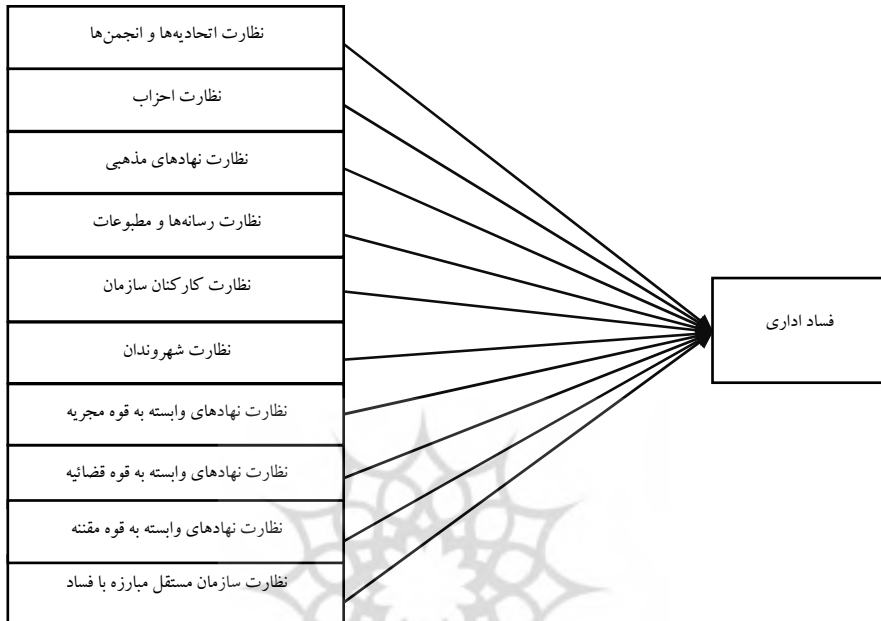 نظارت اتحادیه‌ها و انجمن‌ها
نظارت احزاب
نظارت نهادهای مذهبی
نظارت رسانه‌ها و مطبوعات
نظارت کارکنان سازمان
نظارت شهروندان
نظارت نهادهای وابسته به قوه مجریه
نظارت نهادهای وابسته به قوه قضائیه
نظارت نهادهای وابسته به قوه مقننه
نظارت سازمان مستقل مبارزه با فساد
فساد اداری